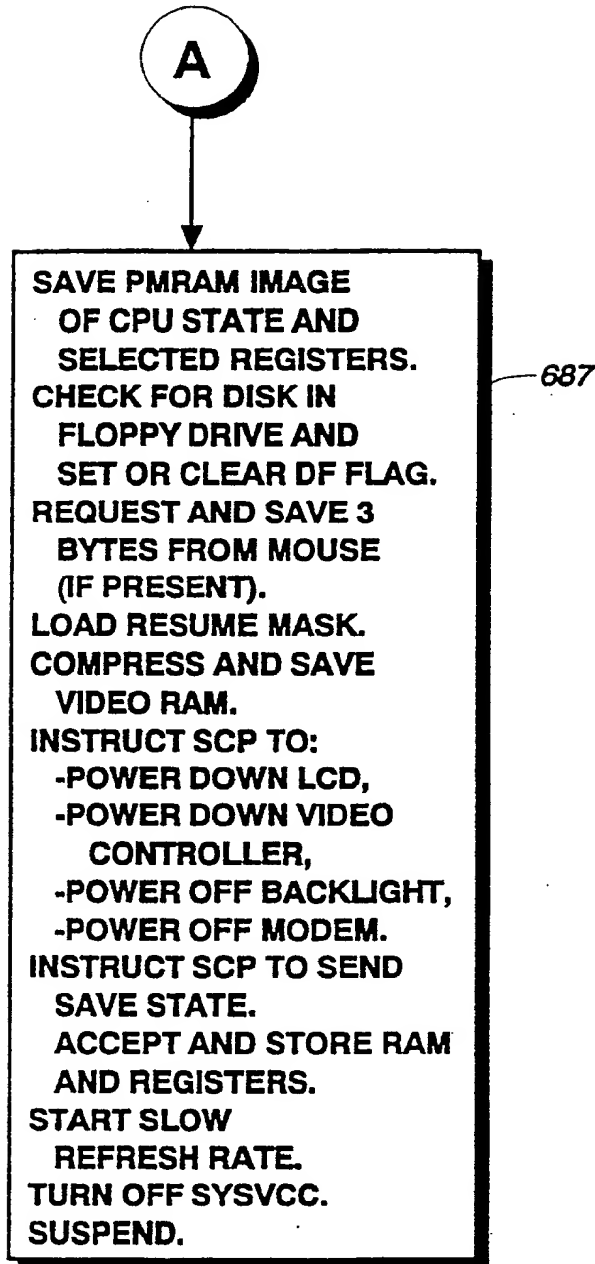 A
SAVE PMRAM IMAGE
OF CPU STATE AND
SELECTED REGISTERS.
687
CHECK FOR DISK IN
FLOPPY DRIVE AND
SET OR CLEAR DF FLAG.
REQUEST AND SAVE 3
BYTES FROM MOUSE
(IF PRESENT).
LOAD RESUME MASK.
COMPRESS AND SAVE
VIDEO RAM.
INSTRUCT SCP TO:
-POWER DOWN LCD,
-POWER DOWN VIDEO
CONTROLLER,
-POWER OFF BACKLIGHT,
-POWER OFF MODEM.
INSTRUCT SCP TO SEND
SAVE STATE.
ACCEPT AND STORE RAM
AND REGISTERS.
START SLOW
REFRESH RATE.
TURN OFF SYSVCC.
SUSPEND.